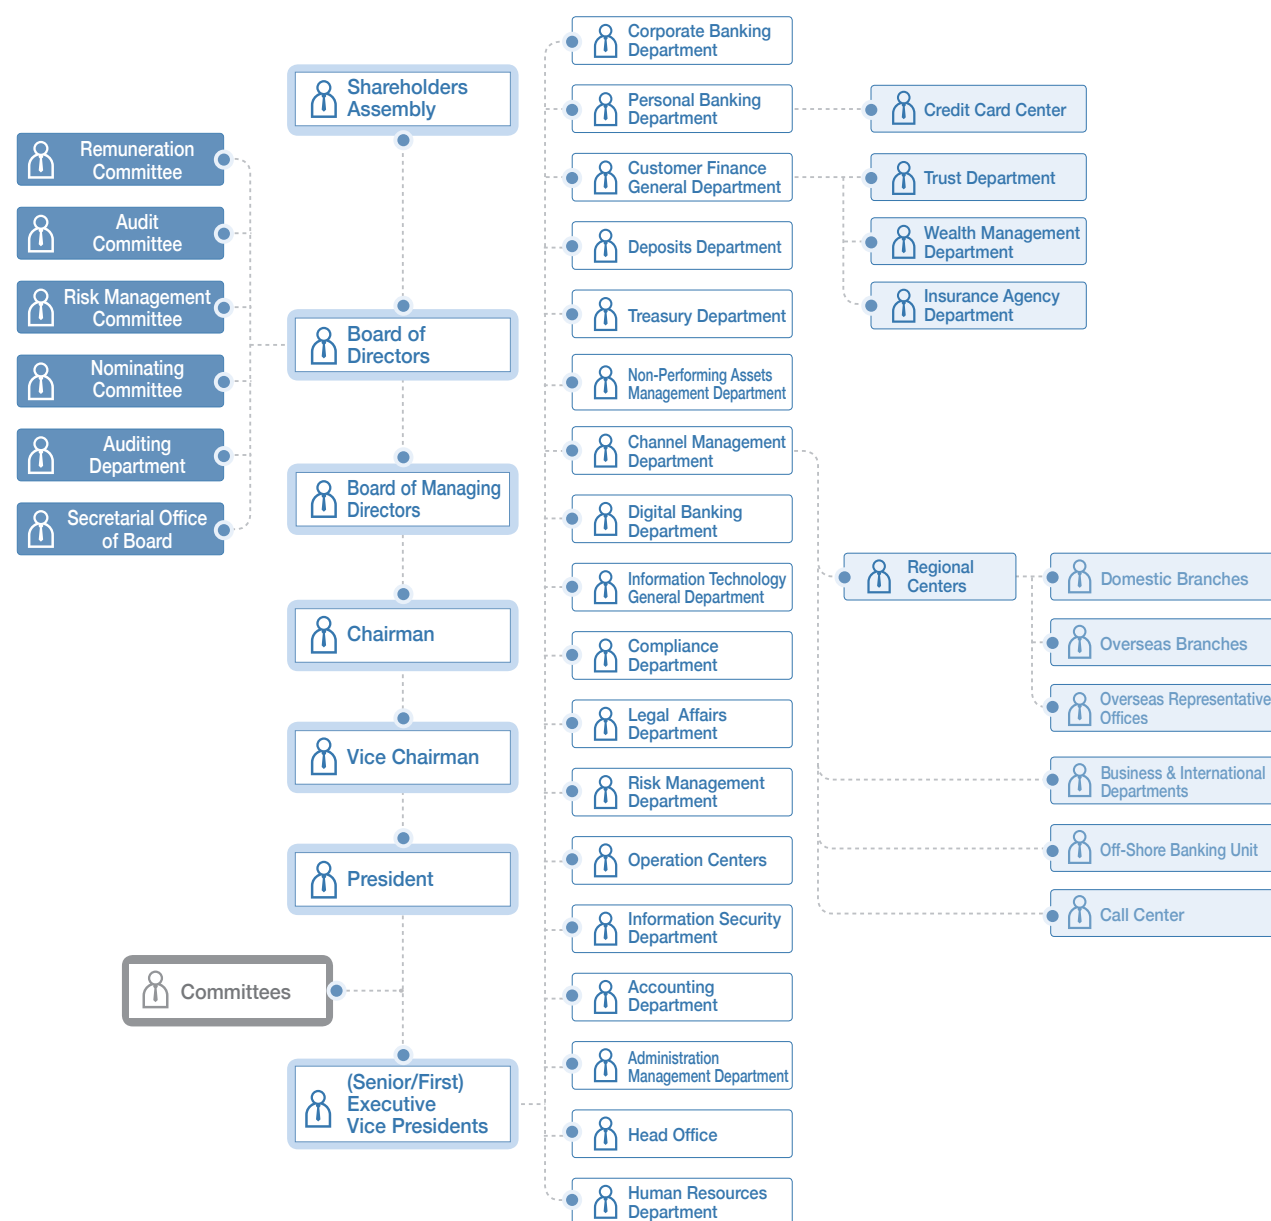 Shareholders
Assembly
Remuneration
Committee
Audit
Committee
Risk Management
Committee
Nominating
Committee
Auditing
Department
Secretarial Office
of Board
Board of
Directors
Board of Managing
Directors
Chairman
Vice Chairman
President
Committees
(Senior/First)
Executive
Vice Presidents
Corporate Banking
Department
Personal Banking
Department
Customer Finance
General Department
Deposits Department
Treasury Department
Non-Performing Assets
Management Department
Channel Management
Department
Digital Banking
Department
Information Technology
General Department
Compliance
Department
Legal Affairs
Department
Risk Management
Department
Operation Centers
Information Security
Department
Accounting
Department
Administration
Management Department
Head Office
Human Resources
Department
Credit Card Center
Trust Department
Wealth Management
Department
Insurance Agency
Department
Regional
Centers
Domestic Branches
Overseas Branches
Overseas Representative
Offices
Business & International
Departments
Off-Shore Banking Unit
Call Center